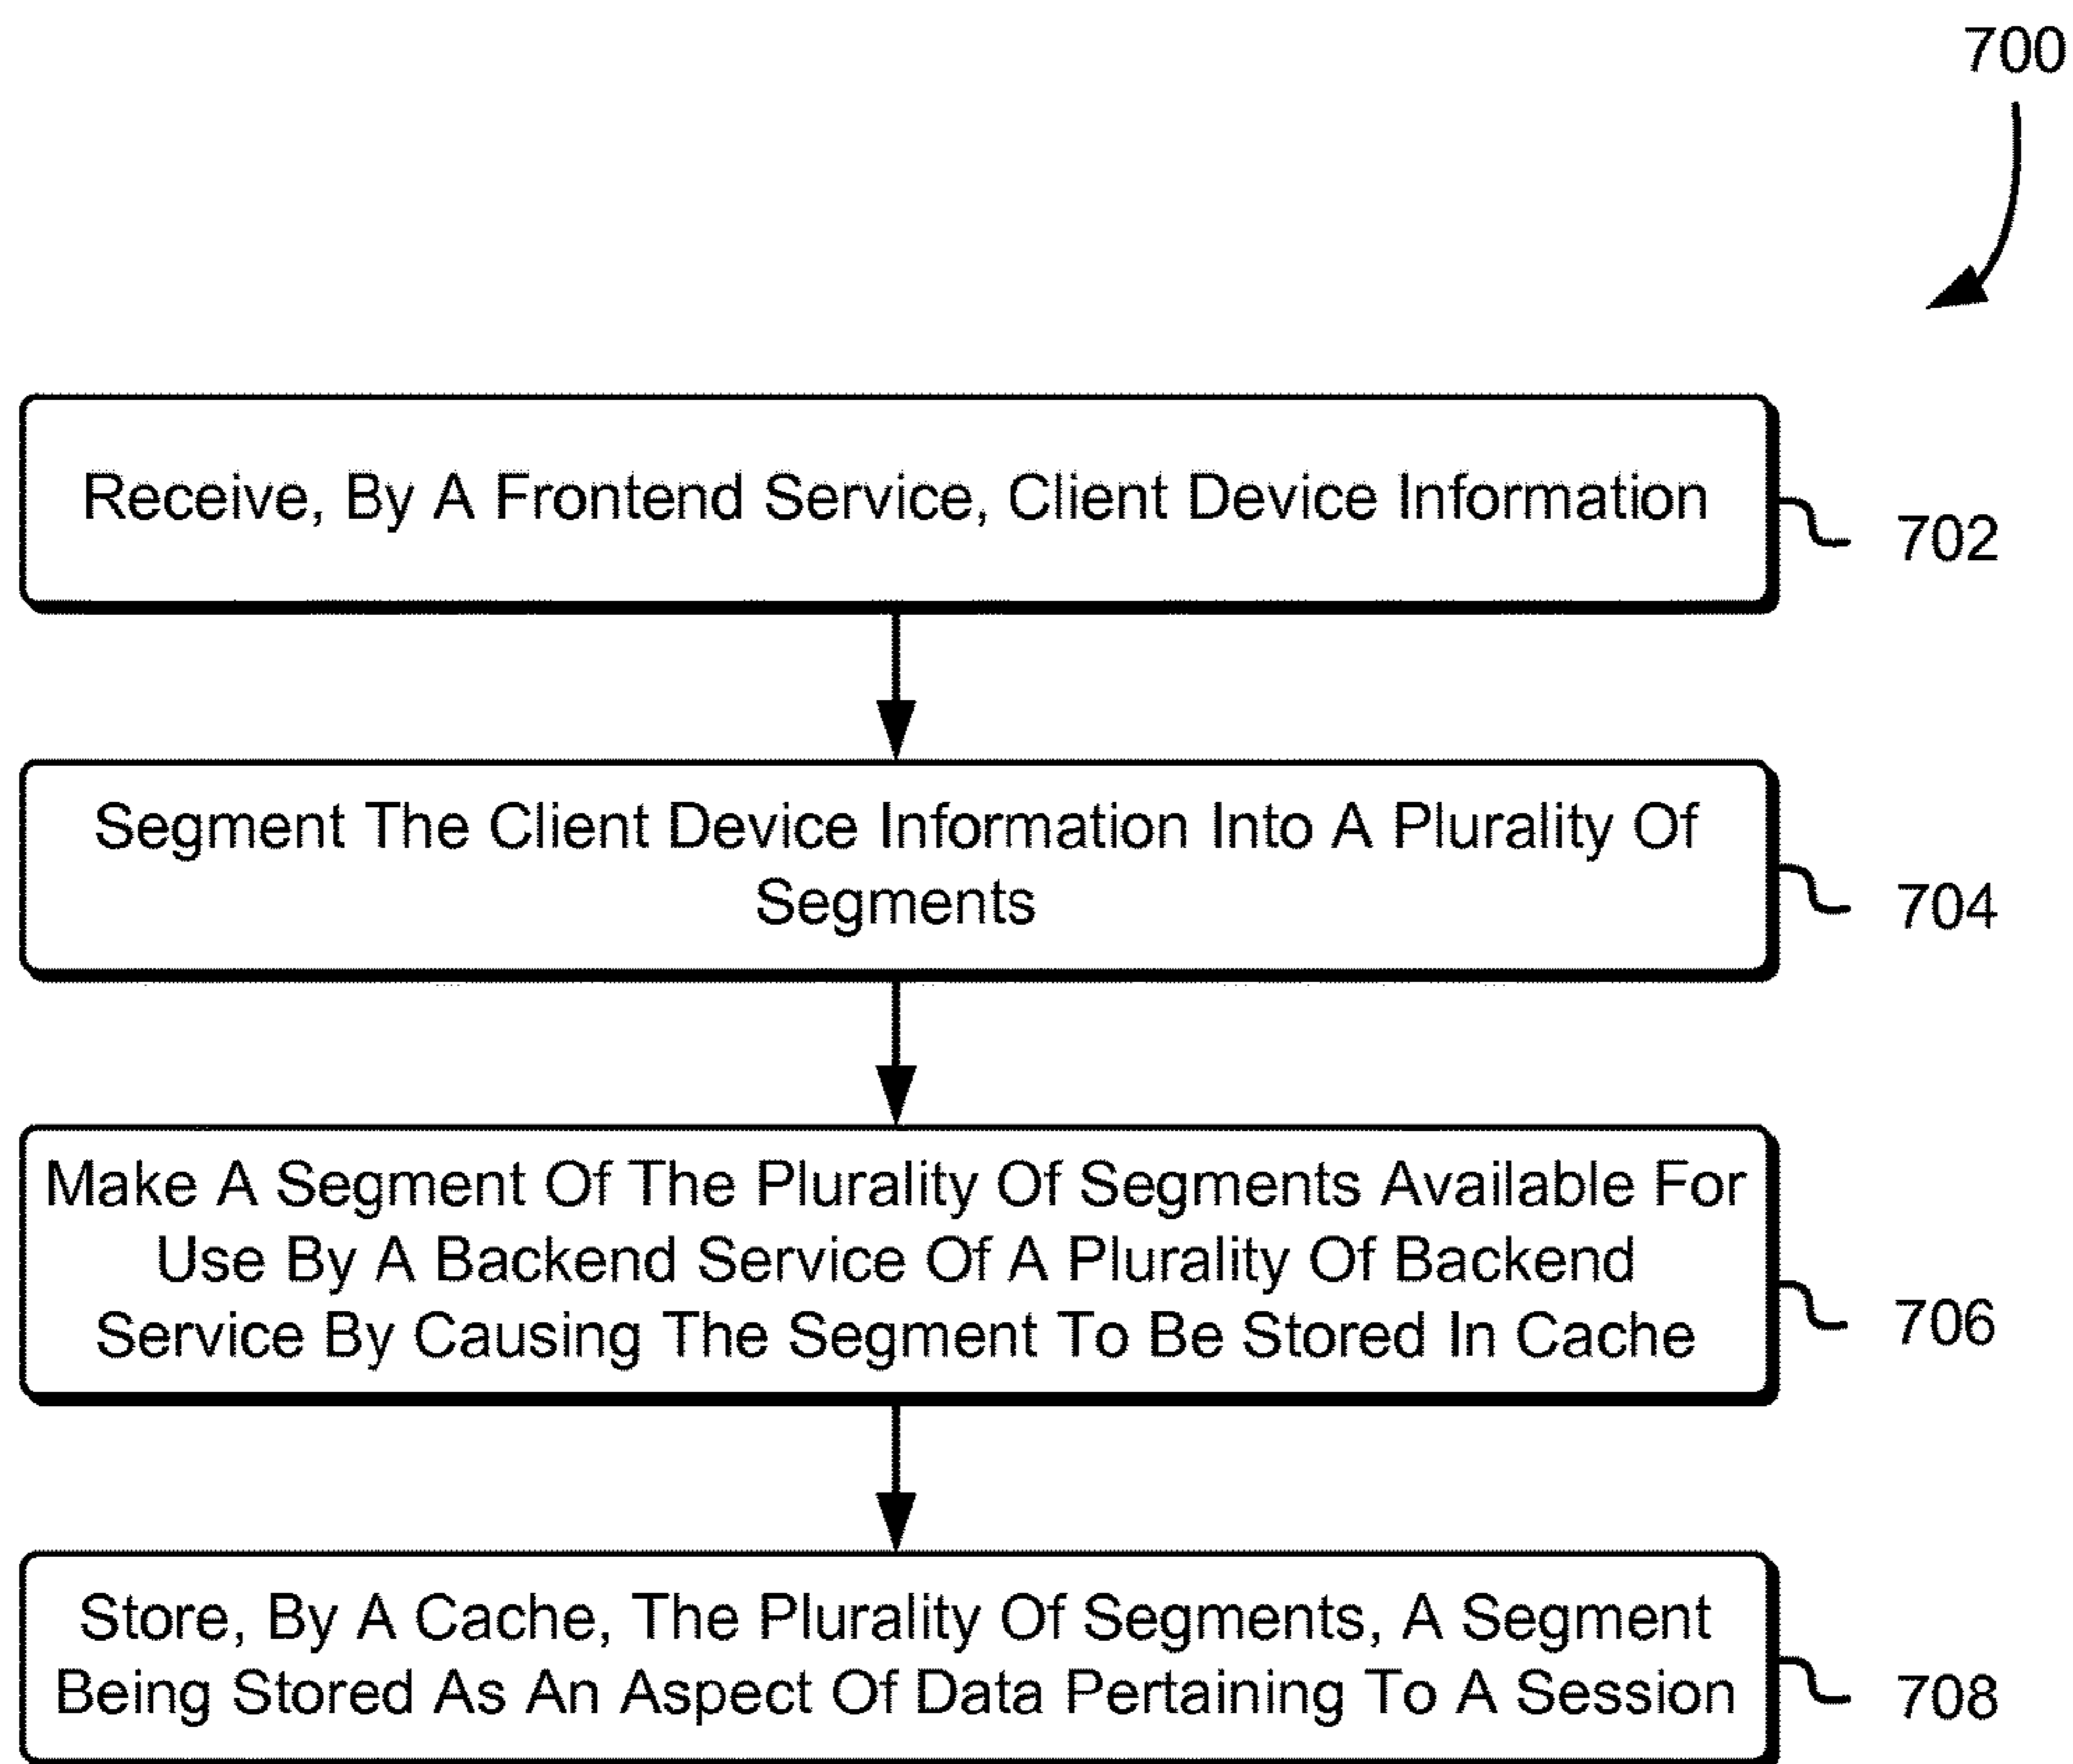 700
Receive, By A Frontend Service, Client Device Information
702
Segment The Client Device Information Into A Plurality Of
Segments
704
Make A Segment Of The Plurality Of Segments Available For
Use By A Backend Service Of A Plurality Of Backend
Service By Causing The Segment To Be Stored In Cache
706
Store, By A Cache, The Plurality Of Segments, A Segment
Being Stored As An Aspect Of Data Pertaining To A Session
708